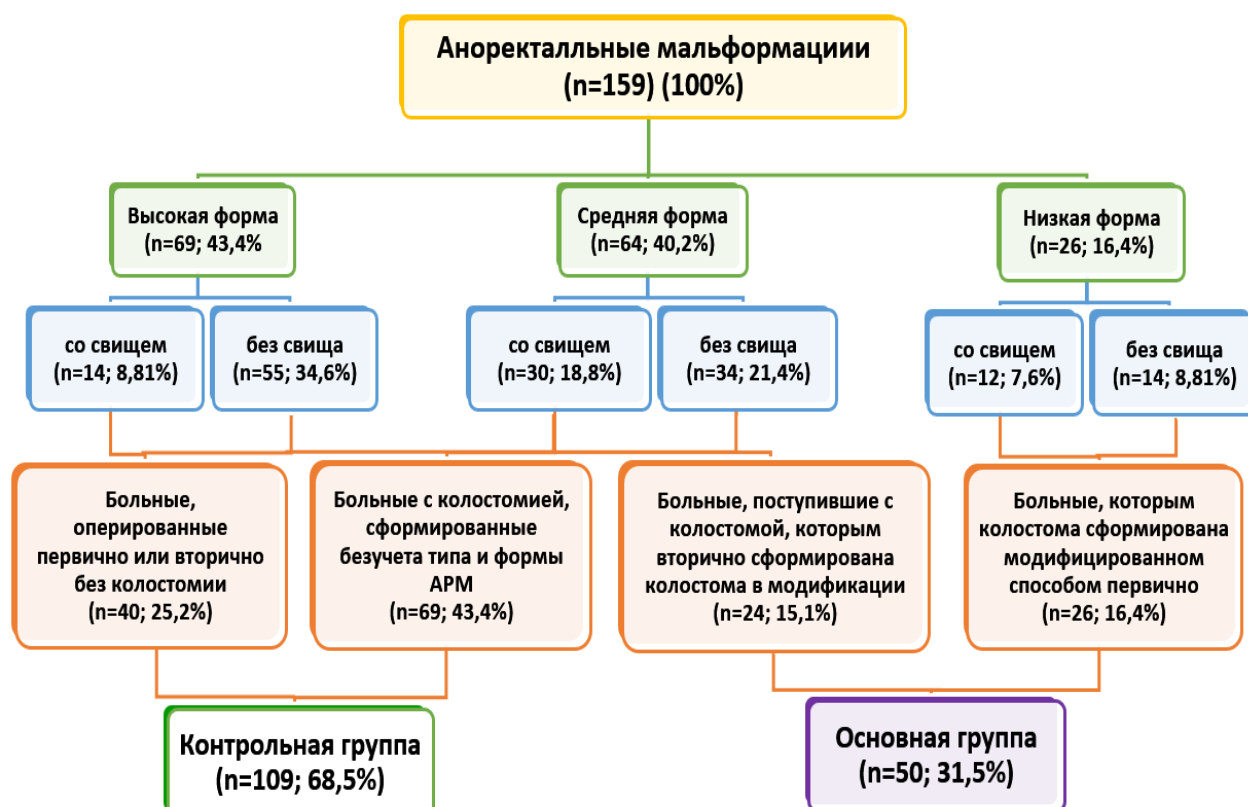 Аноректалльные мальформациии
(n=159) (100%)
Высокая форма
(n=69; 43,4%
Средняя форма
(n=64; 40,2%)
Низкая форма
(n=26; 16,4%)
со свищем
(n=14; 8,81%)
без свища
(n=55; 34,6%)
со свищем
(n=30; 18,8%)
без свища
(n=34; 21,4%)
со свищем
(n=12; 7,6%)
без свища
(n=14; 8,81%)
Больные,
оперированные
первично или вторично
без колостомии
(n=40; 25,2%)
Больные с колостомией,
сформированные
безучета типа и формы
АРМ
(n=69; 43,4%)
Больные, поступившие с
колостомой, которым
вторично сформирована
колостома в модификации
(n=24; 15,1%)
Больные, которым
колостома сформирована
модифицированном
способом первично
(n=26; 16,4%)
Контрольная группа
(n=109; 68,5%)
Основная группа
(n=50; 31,5%)